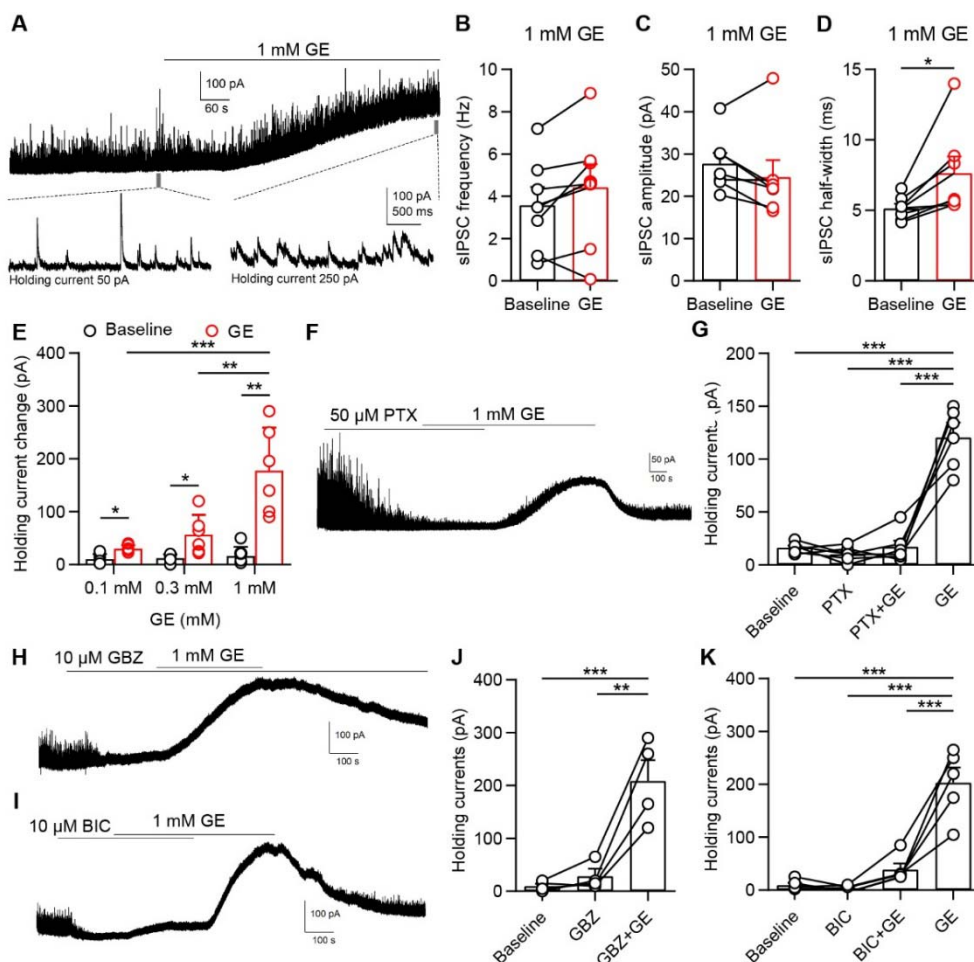 A
1 mM GE
100 pA
60 s
100 pA
500 ms
Holding current 50 pA
Holding current 250 pA
B
1 mM GE
sIPSC frequency (Hz)
10
8
6
4
2
0
Baseline
GE
C
1 mM GE
sIPSC amplitude (pA)
50
40
30
20
10
0
Baseline
GE
D
1 mM GE
*
sIPSC half-width (ms)
15
10
5
0
Baseline
GE
E
Baseline
GE
Holding current change (pA)
400
300
200
100
0
***
**
**
*
*
0.1 mM
0.3 mM
1 mM
GE (mM)
F
50 µM PTX
1 mM GE
50 pA
100 s
G
***
***
***
Holding currents (pA)
200
150
100
50
0
Baseline
PTX
PTX+GE
GE
H
10 µM GBZ
1 mM GE
100 pA
100 s
I
10 µM BIC
1 mM GE
100 pA
100 s
J
***
**
Holding currents (pA)
400
300
200
100
0
Baseline
GBZ
GBZ+GE
K
***
***
***
Holding currents (pA)
400
300
200
100
0
Baseline
BIC
BIC+GE
GE